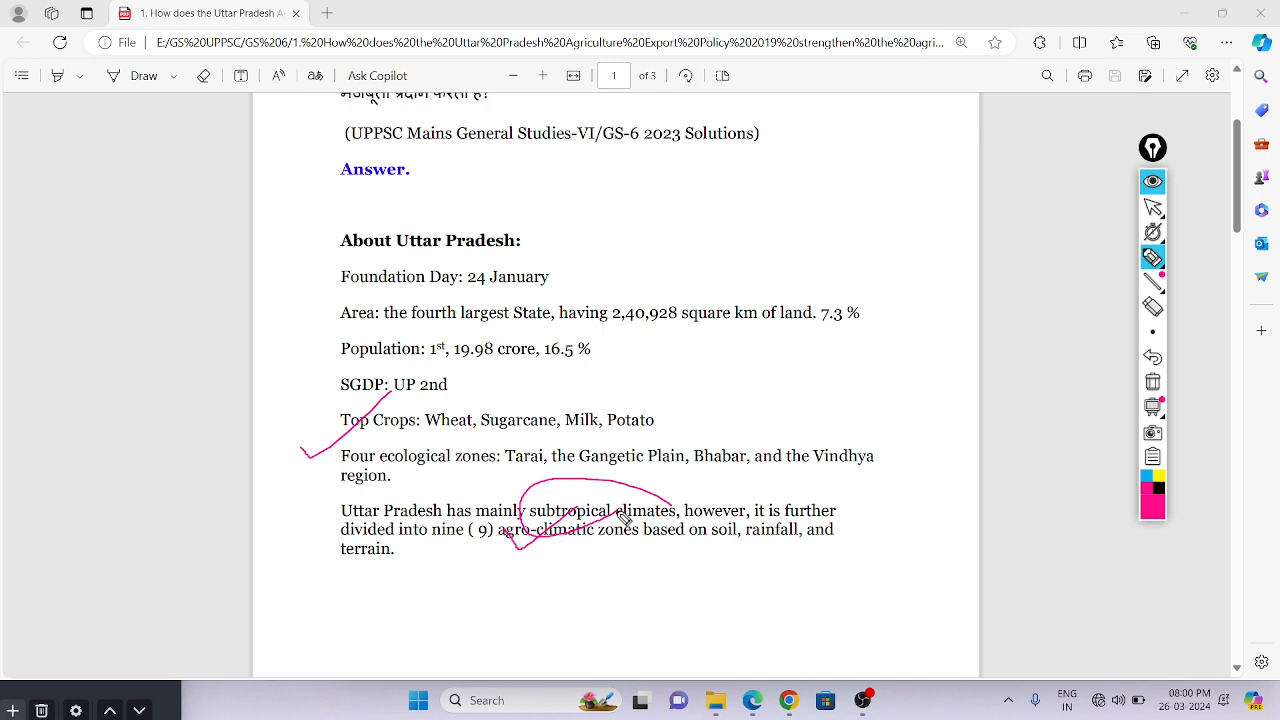 1. How does the Uttar Pradesh A
File
E:/GS%20UPPSC/GS%206/1.%20How%20does%20the%20Uttar%20Pradesh%20agriculture%20Export%20Policy%202019%20strengthen%20the%20agri...
Draw
Ask Copilot
1 of 3
मजबूती प्रदान करती है?
(UPPSC Mains General Studies-VI/GS-6 2023 Solutions)
Answer.
About Uttar Pradesh:
Foundation Day: 24 January
Area: the fourth largest State, having 2,40,928 square km of land. 7.3 %
Population: 1st, 19.98 crore, 16.5 %
SGDP: UP 2nd
Top Crops: Wheat, Sugarcane, Milk, Potato
Four ecological zones: Tarai, the Gangetic Plain, Bhabar, and the Vindhya
region.
Uttar Pradesh has mainly subtropical climates, however, it is further
divided into nine ( 9) agro-climatic zones based on soil, rainfall, and
terrain.
Search
ENG
IN
08:00 PM
26-03-2024